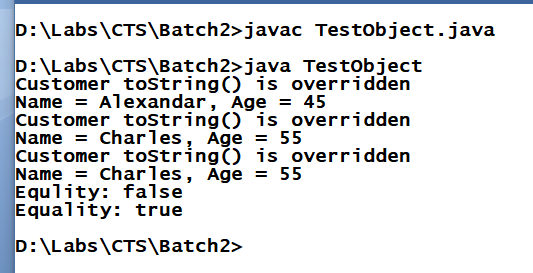 D:\Labs\CTS\Batch2>javac TestObject.java
D:\Labs\CTS\Batch2>java TestObject
Customer toString() is overridden
Name = Alexandar, Age = 45
Customer toString() is overridden
Name = Charles, Age = 55
Customer toString() is overridden
Name = Charles, Age = 55
Equlity: false
Equality: true
D:\Labs\CTS\Batch2>